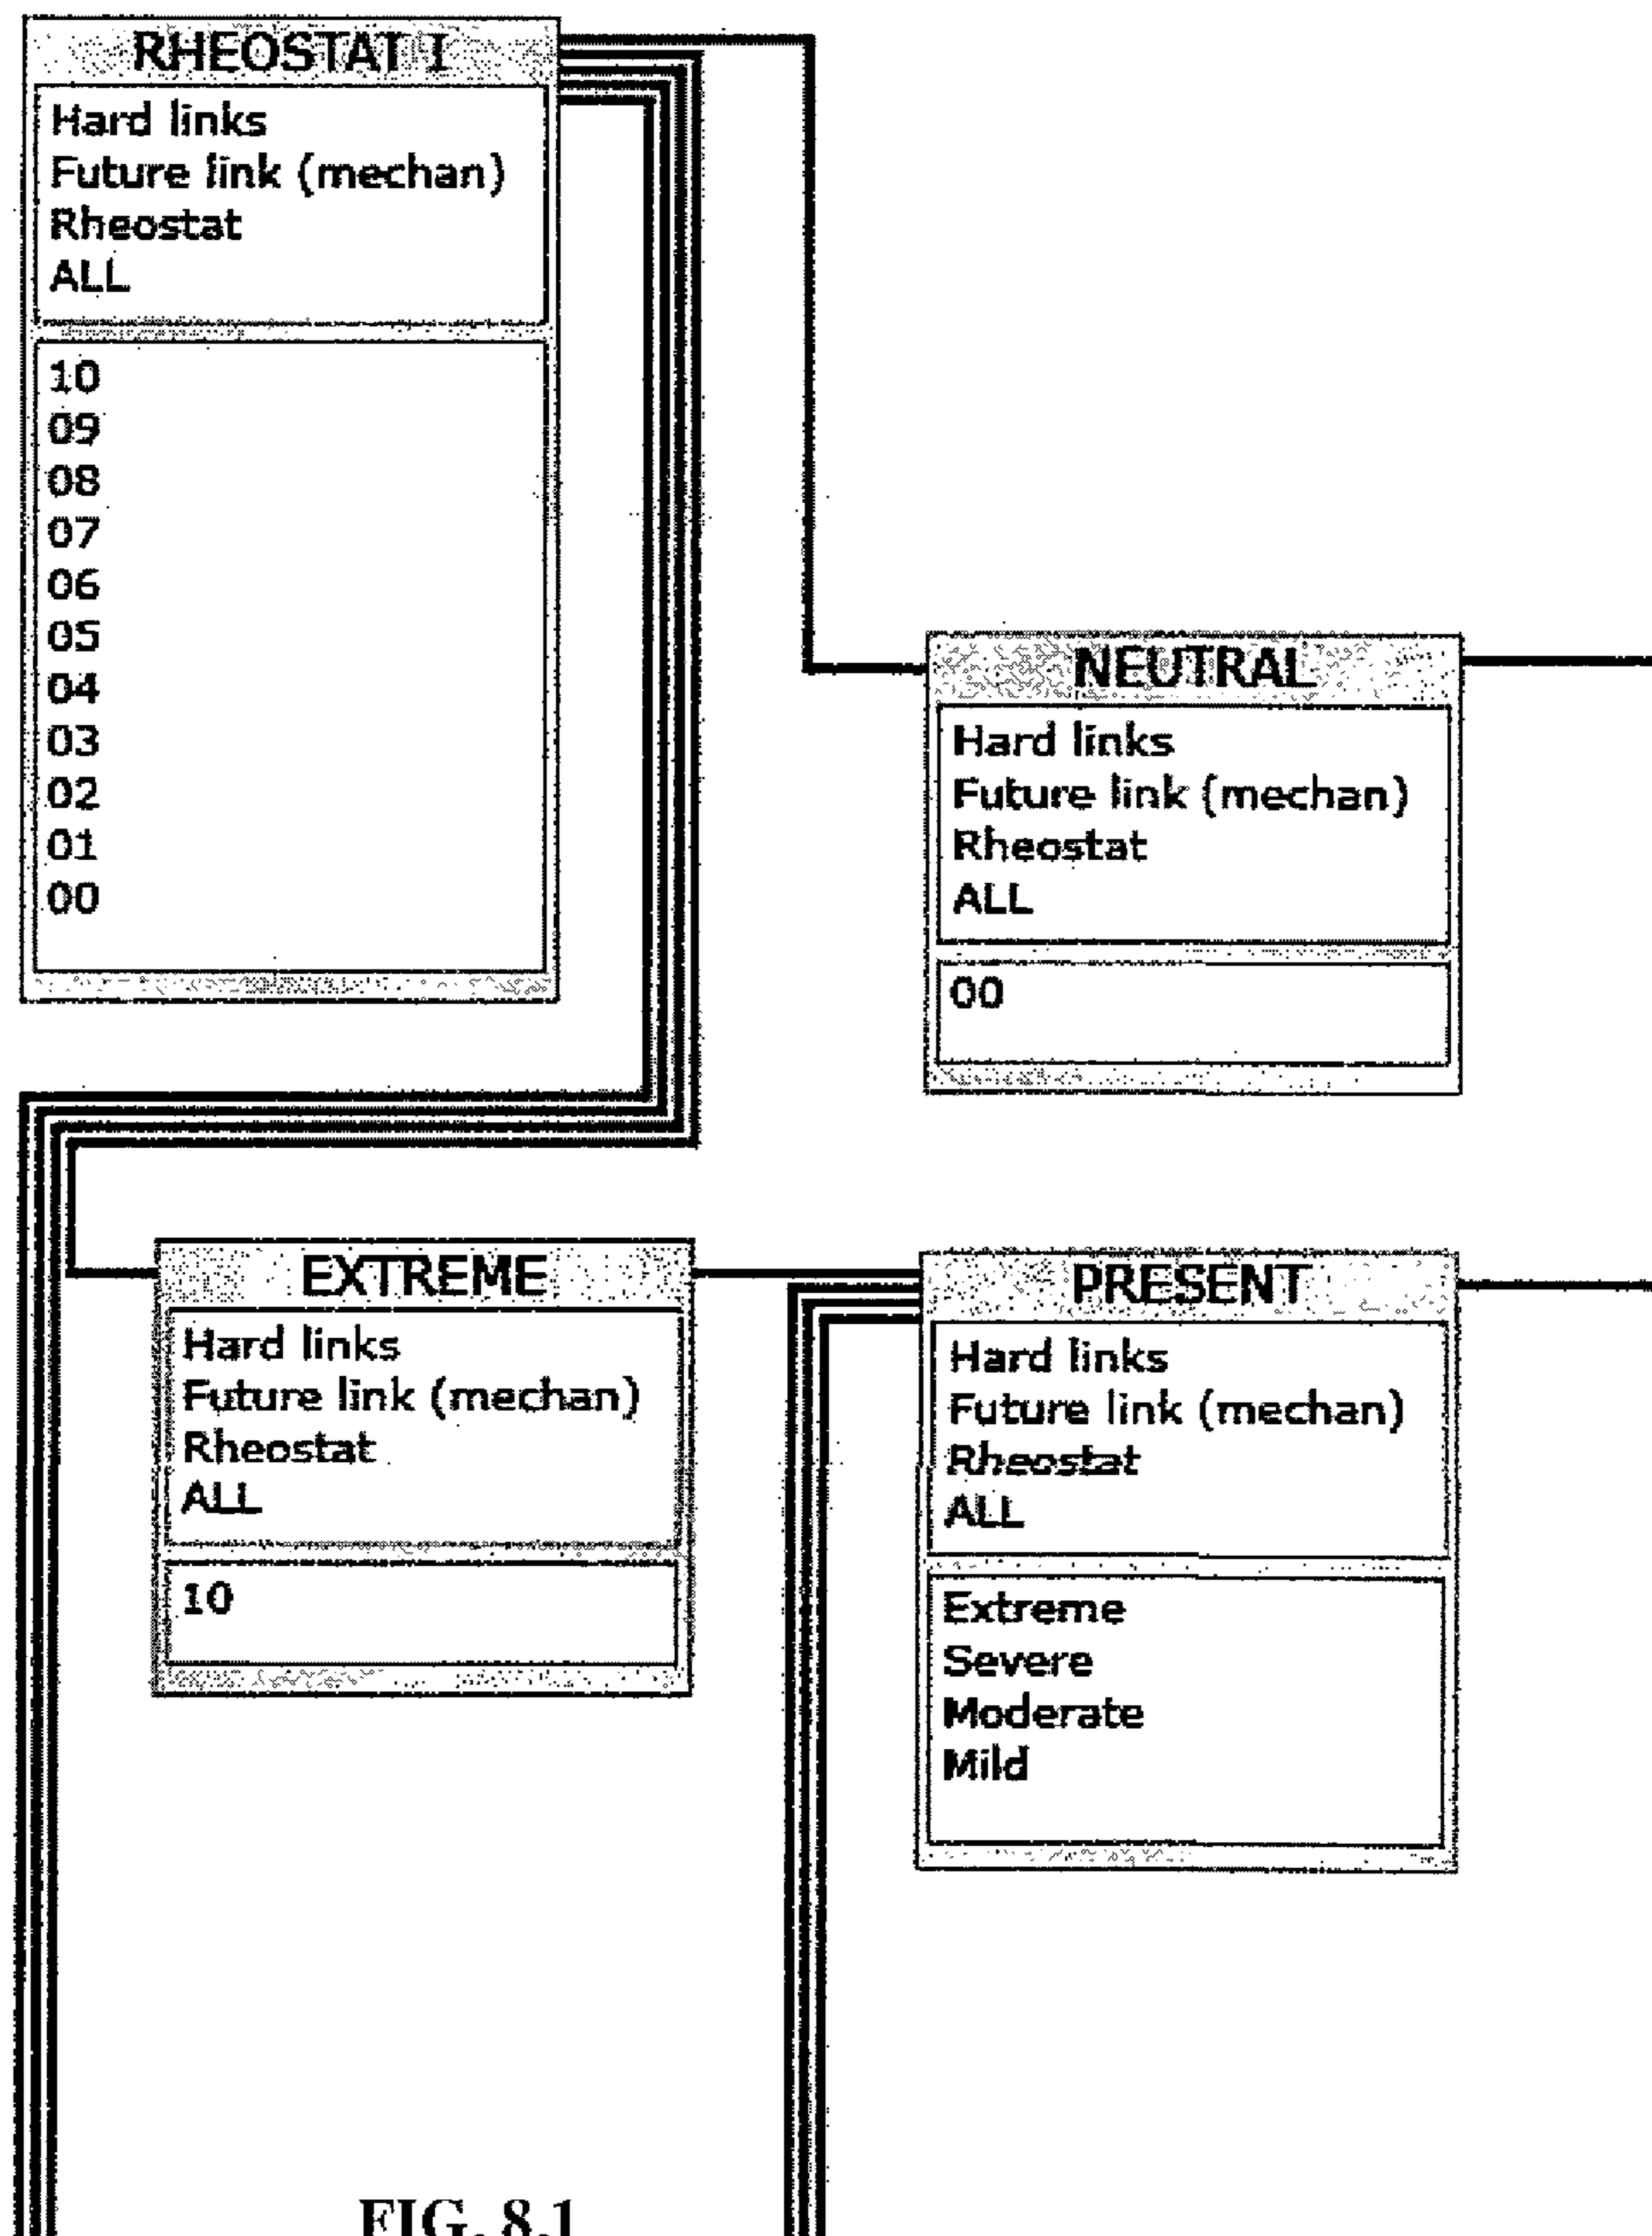 RHEOSTAT I
Hard links
Future link (mechan)
Rheostat
ALL
10
09
08
07
06
05
04
03
02
01
00
NEUTRAL
Hard links
Future link (mechan)
Rheostat
ALL
00
EXTREME
Hard links
Future link (mechan)
Rheostat
ALL
10
PRESENT
Hard links
Future link (mechan)
Rheostat
ALL
Extreme
Severe
Moderate
Mild
FIG. 8.1